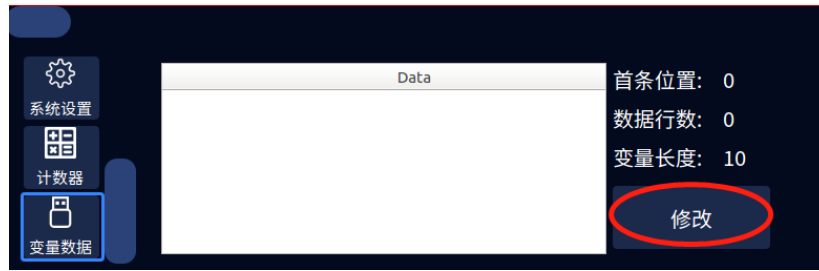 系统设置
计数器
变量数据
Data
首条位置: 0
数据行数: 0
变量长度: 10
修改